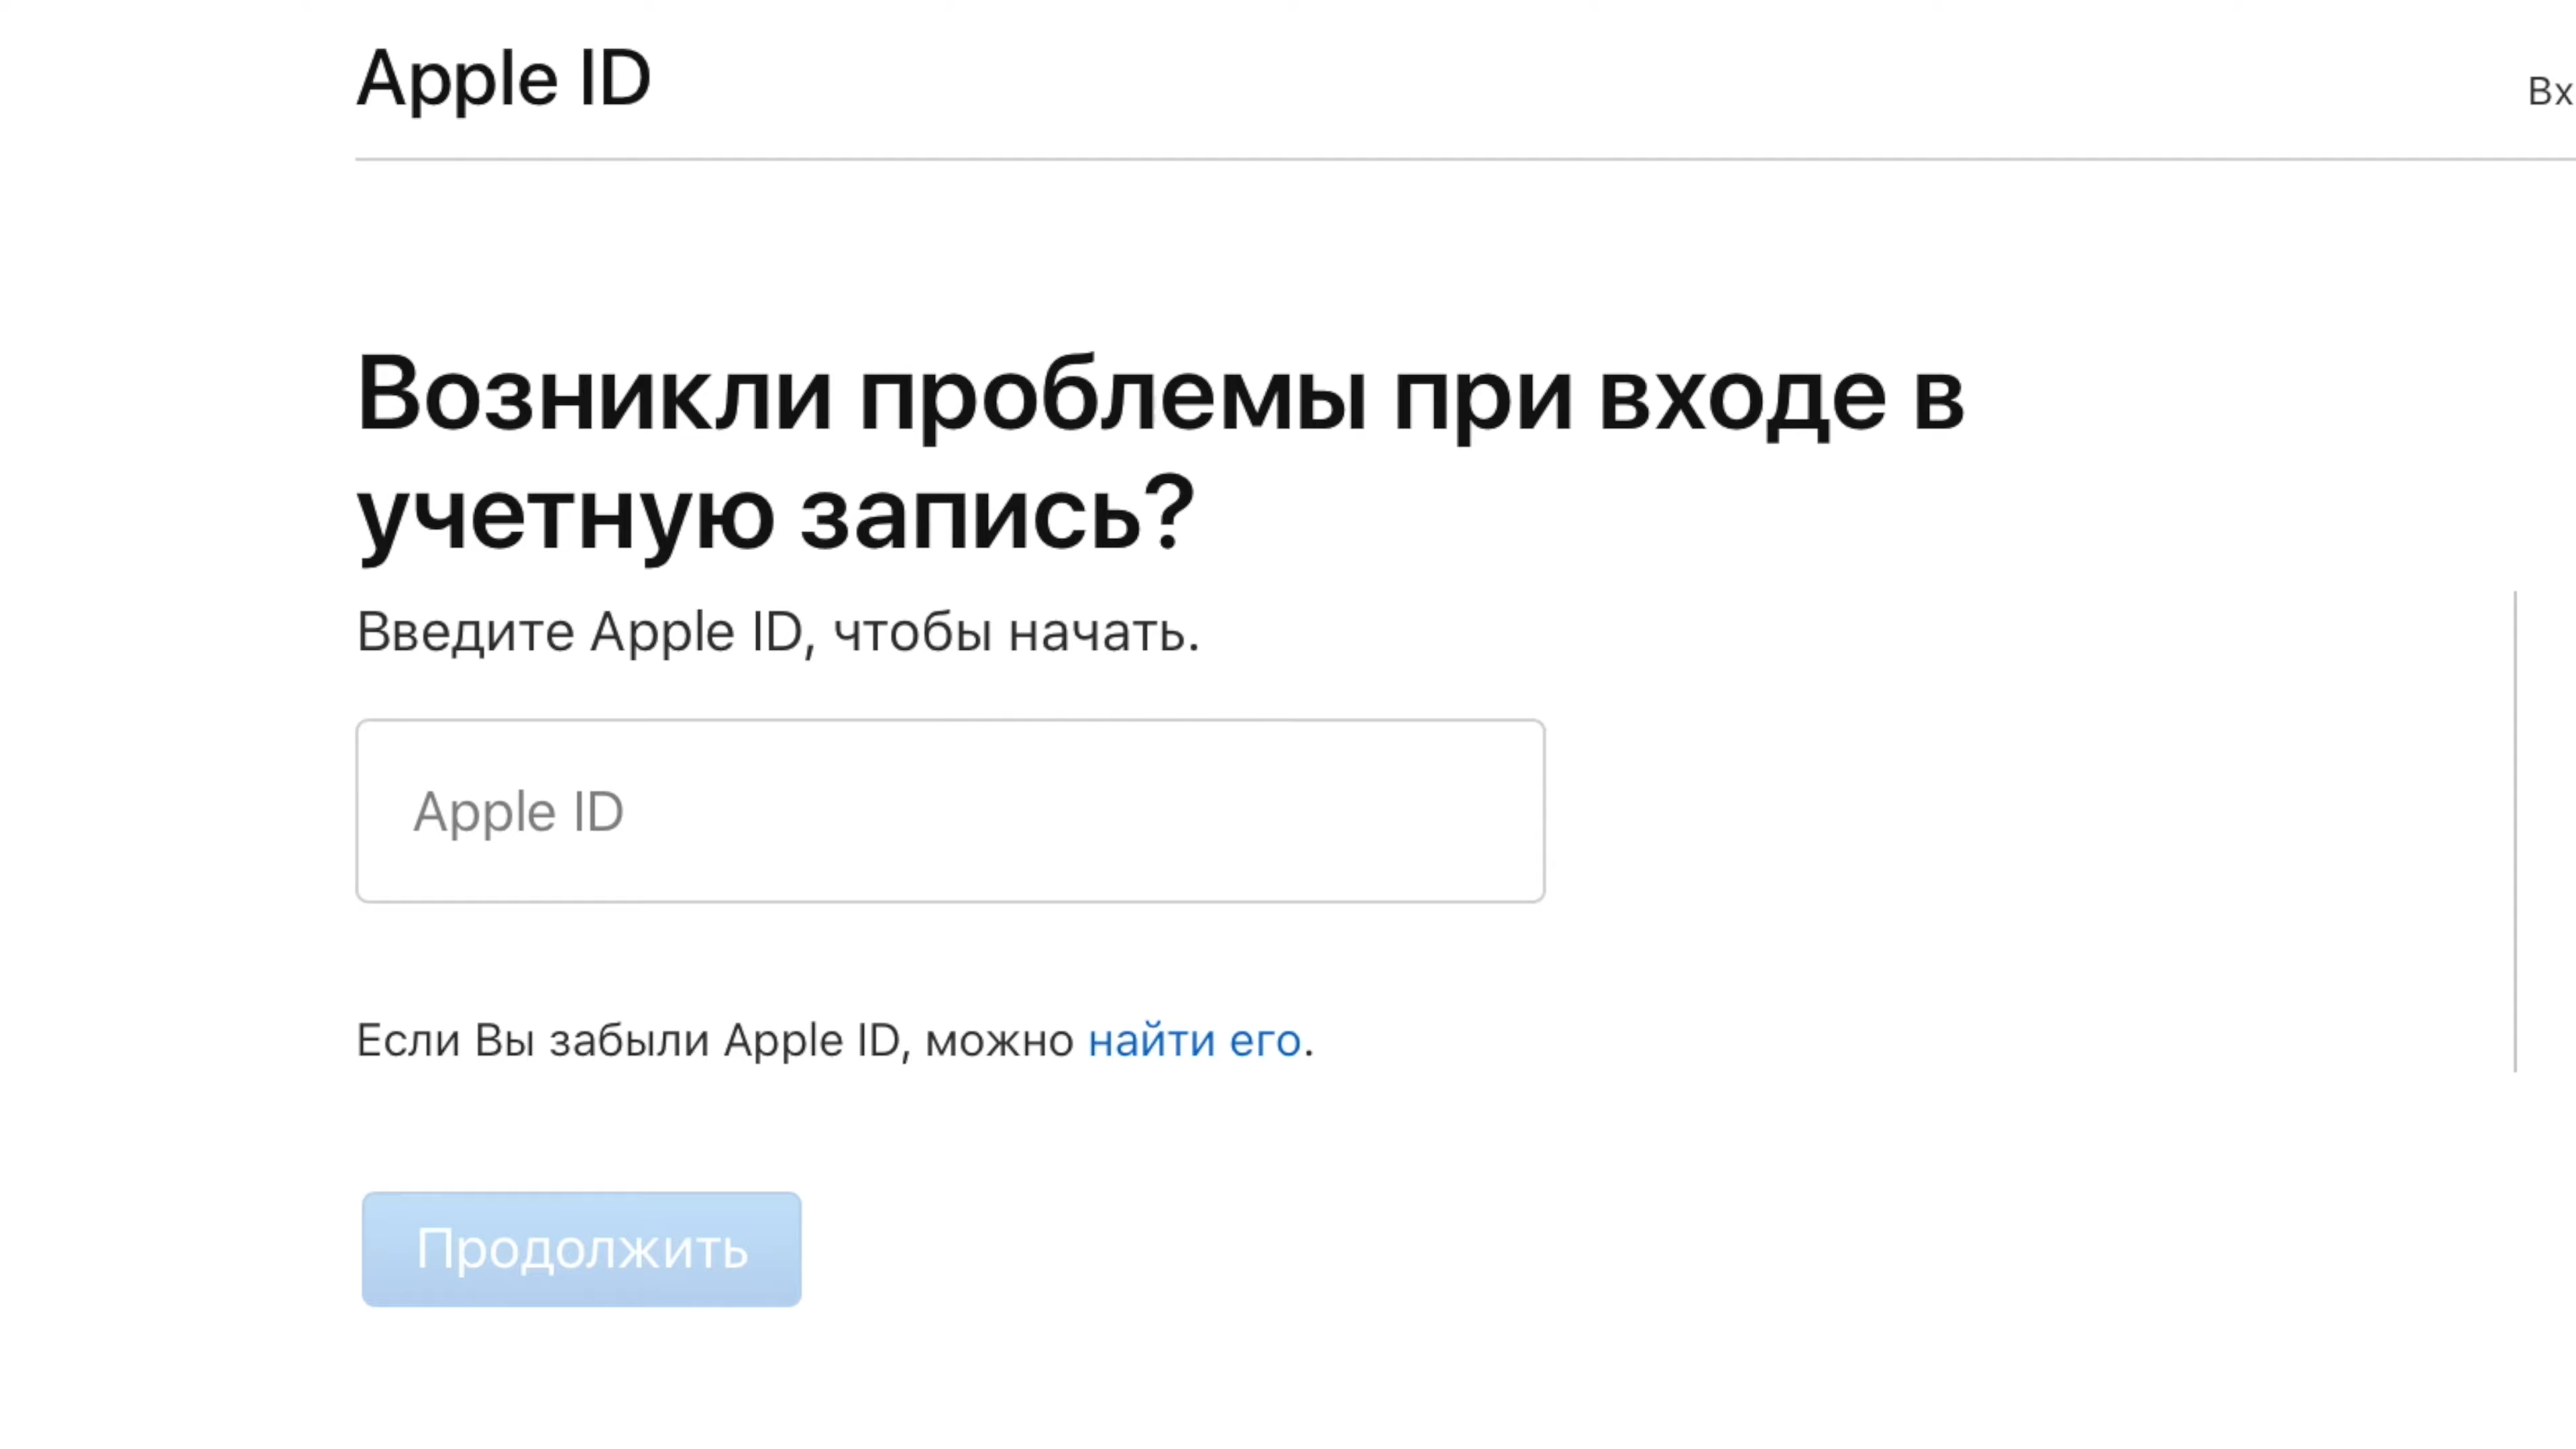 Apple ID
Вх
Возникли проблемы при входе в
учетную запись?
Введите Apple ID, чтобы начать.
Apple ID
Если Вы забыли Apple ID, можно найти его.
Продолжить